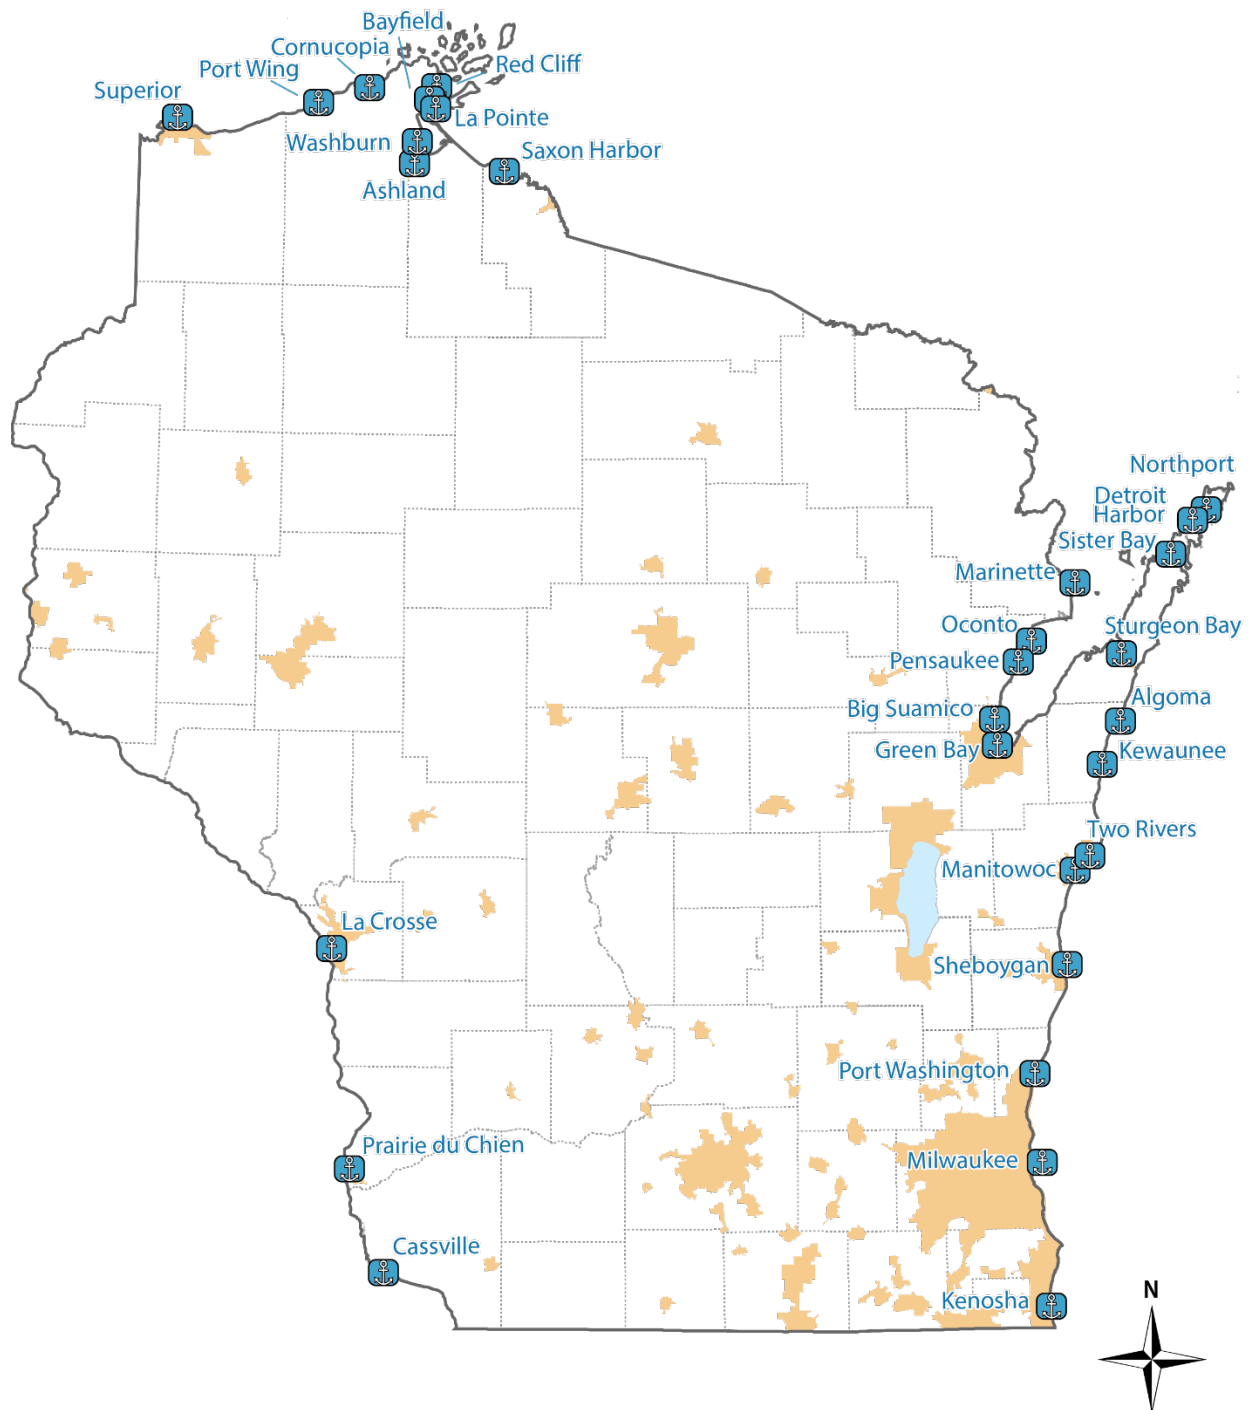 Bayfield
Cornucopia
Red Cliff
Port Wing
Superior
La Pointe
Washburn
Saxon Harbor
Ashland
Northport
Detroit
Harbor
Sister Bay
Marinette
Oconto
Sturgeon Bay
Pensaukee
Algoma
Big Suamico
Green Bay
Kewaunee
Two Rivers
Manitowoc
La Crosse
Sheboygan
Port Washington
Prairie du Chien
Milwaukee
Cassville
N
Kenosha